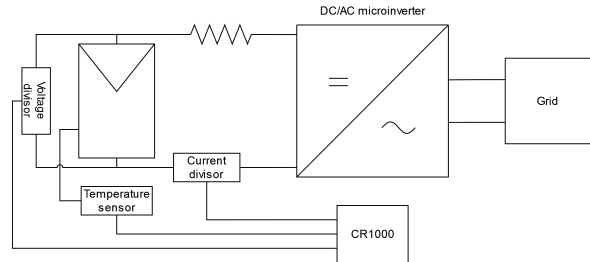 DC/AC microinverter
Voltage
divisor
Grid
Current
divisor
Temperature
sensor
CR1000